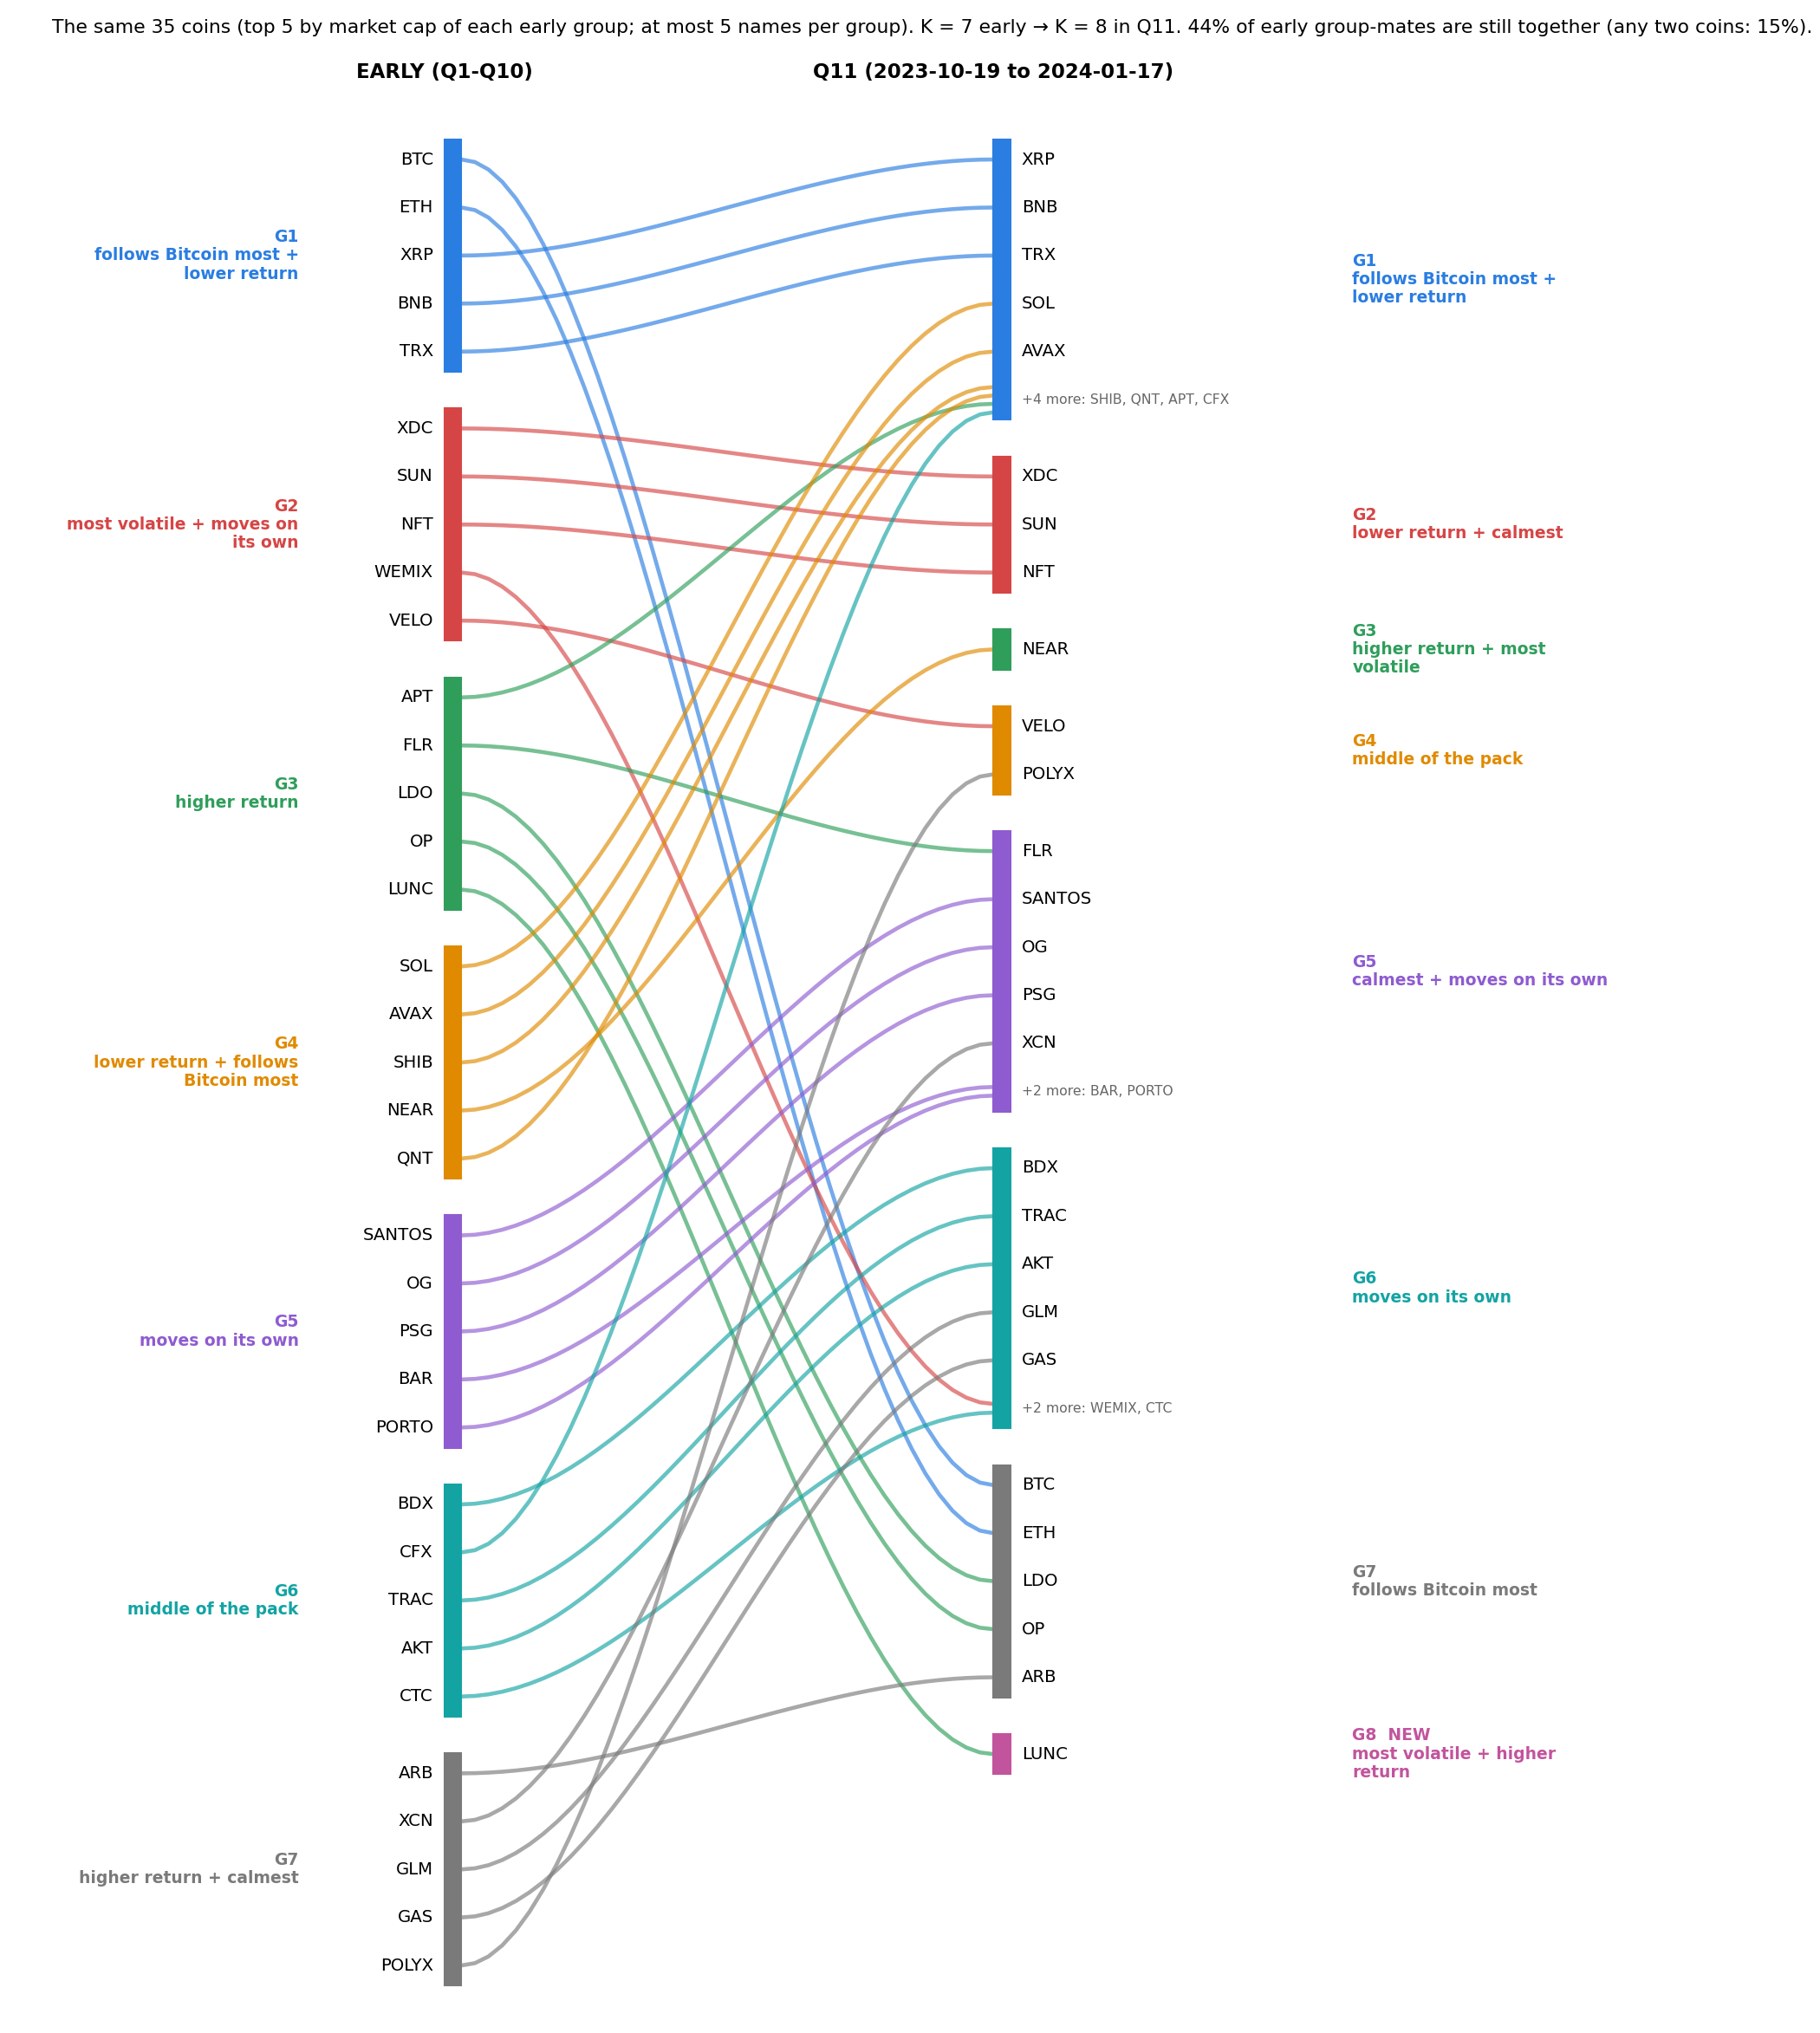 The same 35 coins (top 5 by market cap of each early group; at most 5 names per group). K = 7 early → K = 8 in Q11. 44% of early group-mates are still together (any two coins: 15%).
EARLY (Q1-Q10)
Q11 (2023-10-19 to 2024-01-17)
G1
follows Bitcoin most +
lower return
BTC
ETH
XRP
BNB
TRX
G2
most volatile + moves on
its own
XDC
SUN
NFT
WEMIX
VELO
G3
higher return
APT
FLR
LDO
OP
LUNC
G4
lower return + follows
Bitcoin most
SOL
AVAX
SHIB
NEAR
QNT
G5
moves on its own
SANTOS
OG
PSG
BAR
PORTO
G6
middle of the pack
BDX
CFX
TRAC
AKT
CTC
G7
higher return + calmest
ARB
XCN
GLM
GAS
POLYX
XRP
BNB
TRX
SOL
AVAX
+4 more: SHIB, QNT, APT, CFX
G1
follows Bitcoin most +
lower return
XDC
SUN
NFT
G2
lower return + calmest
NEAR
G3
higher return + most
volatile
VELO
POLYX
G4
middle of the pack
FLR
SANTOS
OG
PSG
XCN
+2 more: BAR, PORTO
G5
calmest + moves on its own
BDX
TRAC
AKT
GLM
GAS
+2 more: WEMIX, CTC
G6
moves on its own
BTC
ETH
LDO
OP
ARB
G7
follows Bitcoin most
LUNC
G8  NEW
most volatile + higher
return